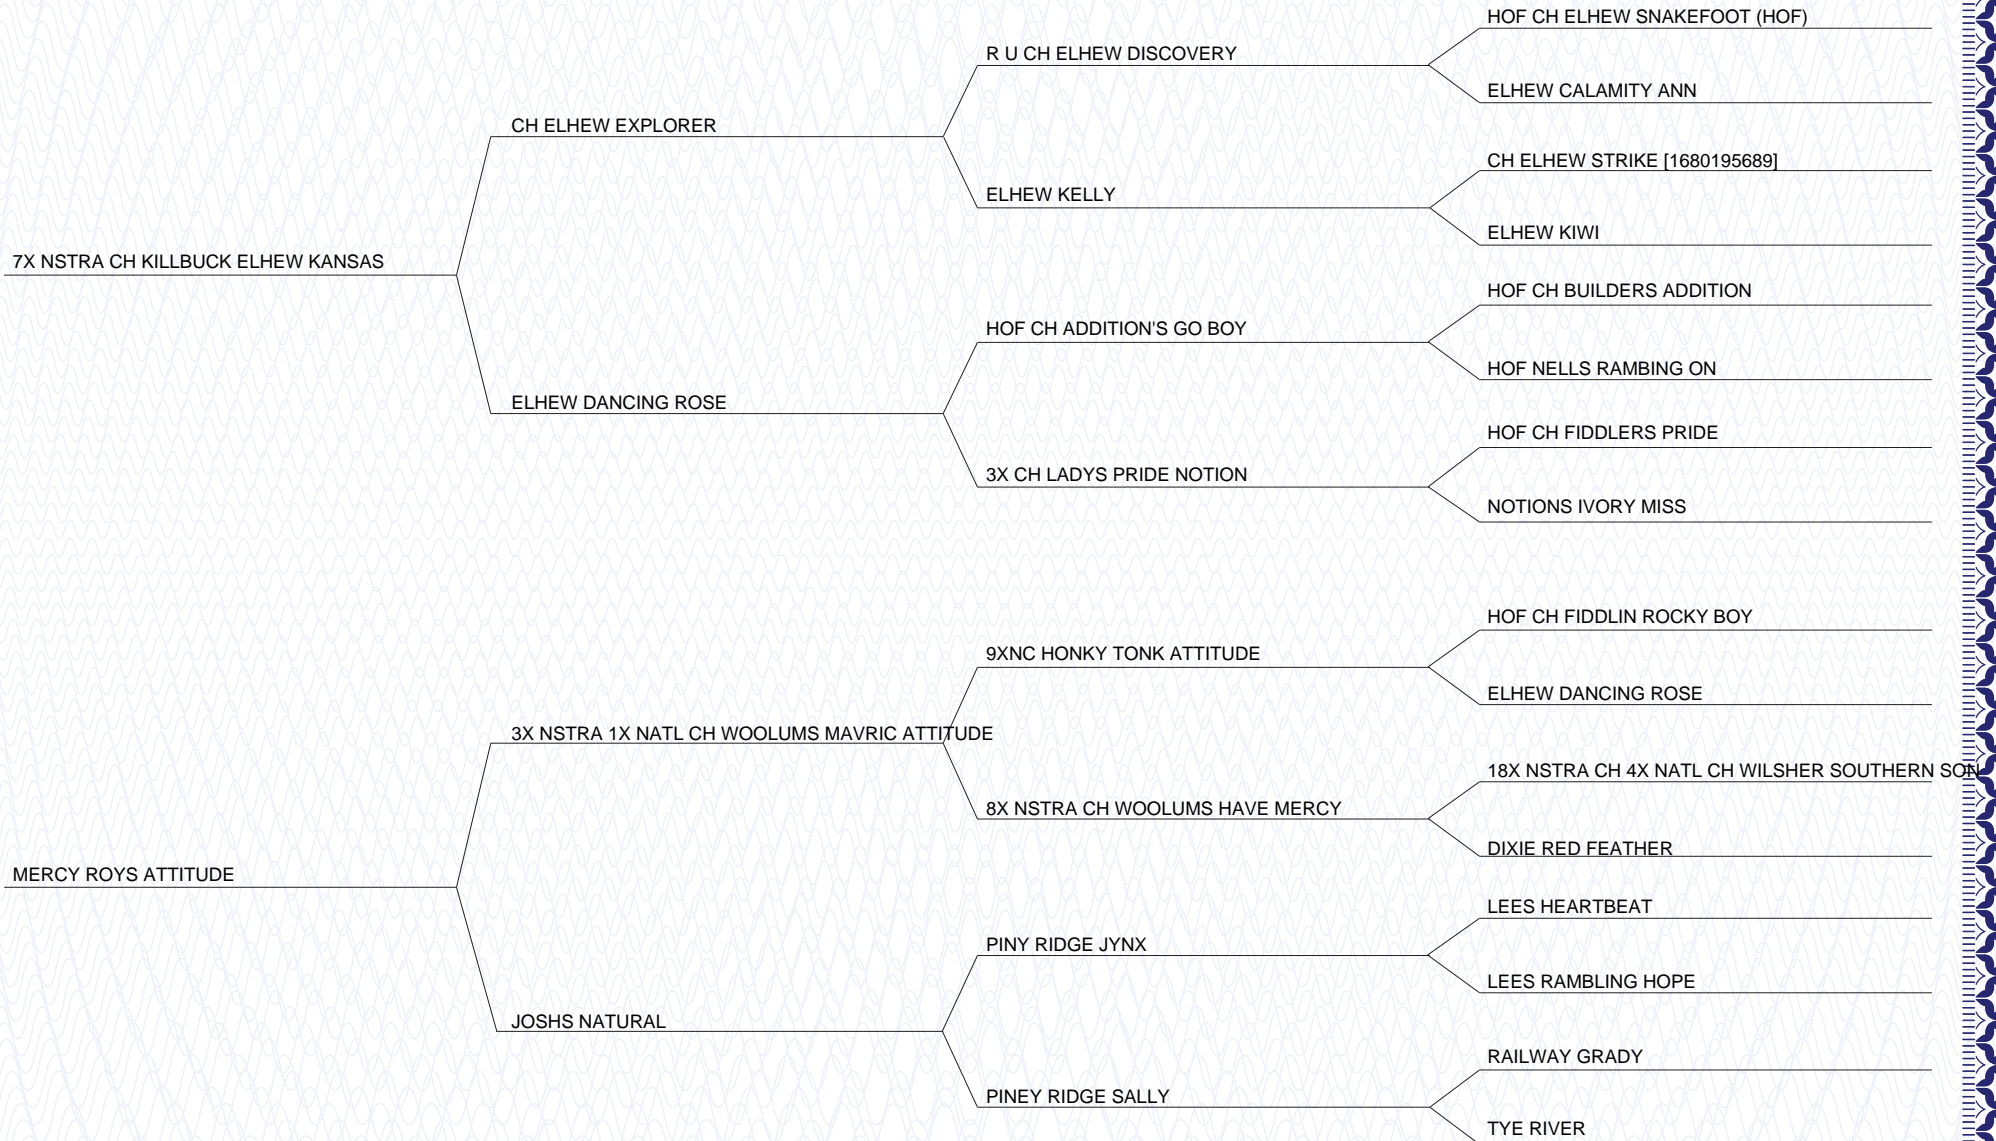 HOF CH ELHEW SNAKEFOOT (HOF)
R U CH ELHEW DISCOVERY
ELHEW CALAMITY ANN
CH ELHEW EXPLORER
CH ELHEW STRIKE [1680195689]
ELHEW KELLY
ELHEW KIWI
7X NSTRA CH KILLBUCK ELHEW KANSAS
HOF CH BUILDERS ADDITION
HOF CH ADDITION'S GO BOY
HOF NELLS RAMBING ON
ELHEW DANCING ROSE
HOF CH FIDDLERS PRIDE
3X CH LADYS PRIDE NOTION
NOTIONS IVORY MISS
HOF CH FIDDLIN ROCKY BOY
9XNC HONKY TONK ATTITUDE
ELHEW DANCING ROSE
3X NSTRA 1X NATL CH WOOLUMS MAVRIC ATTITUDE
18X NSTRA CH 4X NATL CH WILSHER SOUTHERN SON
8X NSTRA CH WOOLUMS HAVE MERCY
DIXIE RED FEATHER
MERCY ROYS ATTITUDE
LEES HEARTBEAT
PINY RIDGE JYNX
LEES RAMBLING HOPE
JOSHS NATURAL
RAILWAY GRADY
PINEY RIDGE SALLY
TYE RIVER